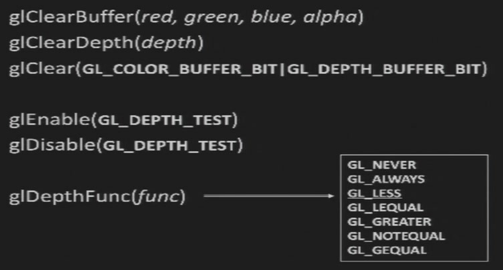 glClearBuffer(red, green, blue, alpha)
glClearDepth(depth)
glClear(GL_COLOR_BUFFER_BIT|GL_DEPTH_BUFFER_BIT)
glEnable(GL_DEPTH_TEST)
glDisable(GL_DEPTH_TEST)
glDepthFunc(func)
GL_NEVER
GL_ALWAYS
GL_LESS
GL_LEQUAL
GL_GREATER
GL_NOTEQUAL
GL_GEQUAL